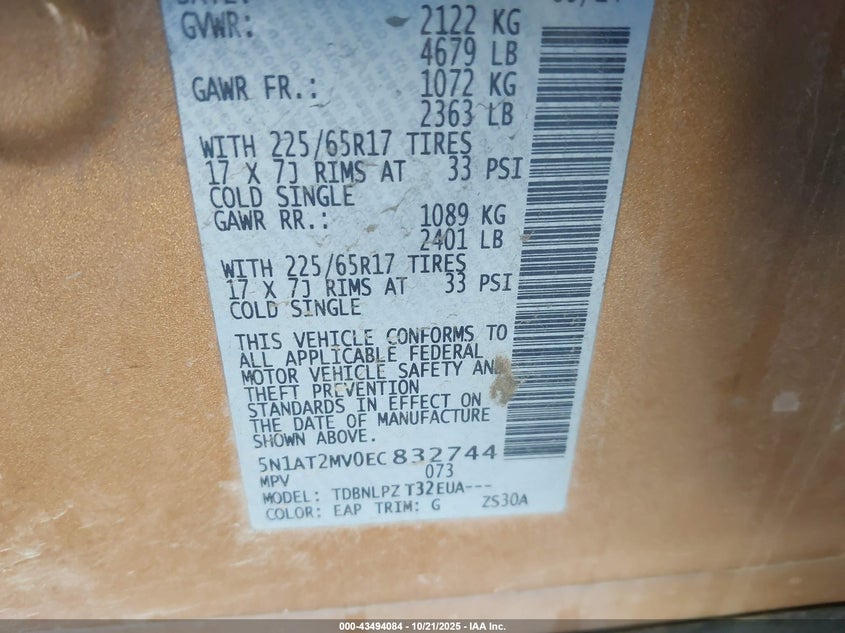 GVWR: 2122 KG
4679 LB
GAWR FR.: 1072 KG
2363 LB
WITH 225/65R17 TIRES
17 X 7J RIMS AT 33 PSI
COLD SINGLE
GAWR RR.: 1089 KG
2401 LB
WITH 225/65R17 TIRES
17 X 7J RIMS AT 33 PSI
COLD SINGLE
THIS VEHICLE CONFORMS TO
ALL APPLICABLE FEDERAL
MOTOR VEHICLE SAFETY AND
THEFT PREVENTION
STANDARDS IN EFFECT ON
THE DATE OF MANUFACTURE
SHOWN ABOVE.
5N1AT2MV0EC832744
MPV 073
MODEL: TDBNLPZ T32EUA---
COLOR: EAP TRIM: G ZS30A
000-43494084 - 10/21/2025 - IAA Inc.